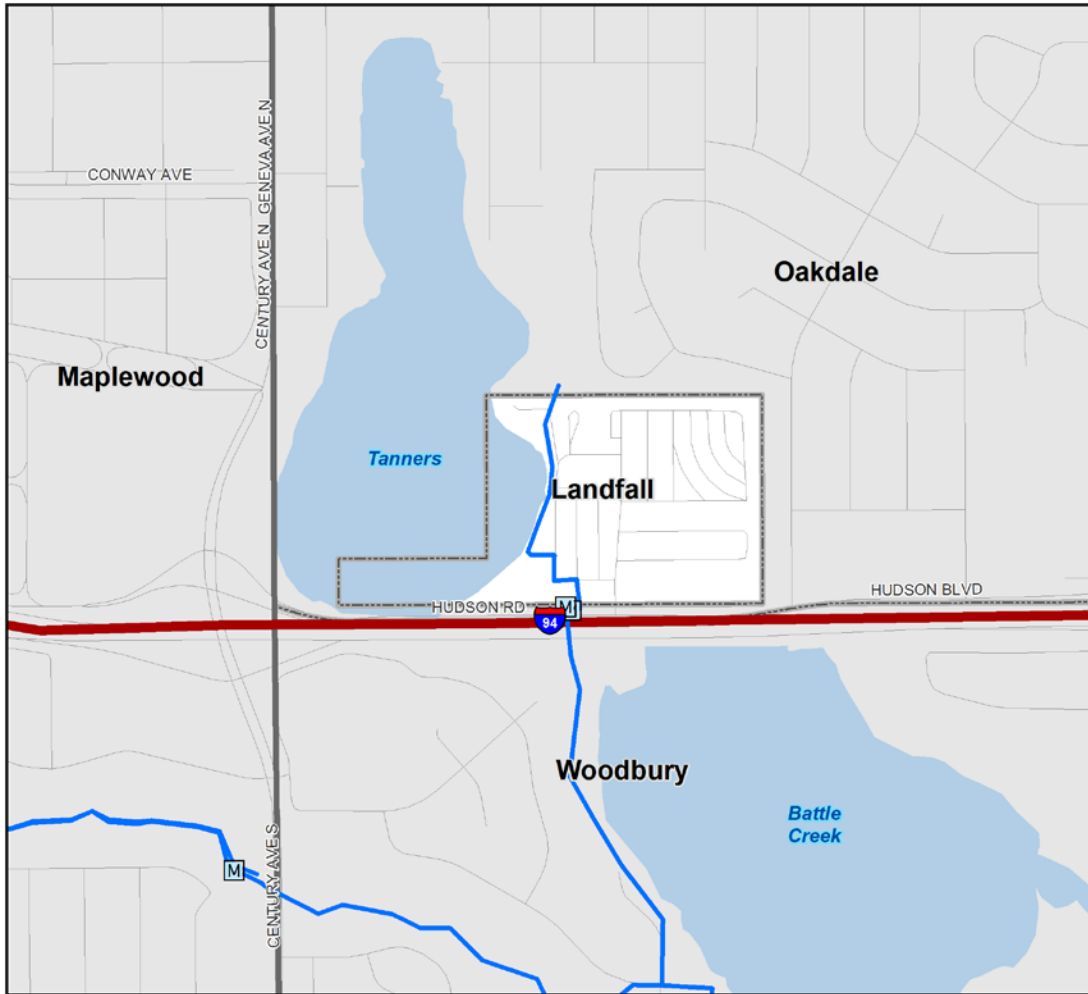 CONWAY AVE
CENTURY AVE N
GENEVA AVE N
Oakdale
Maplewood
Tanners
Landfall
HUDSON BLVD
HUDSON RD
M
94
Woodbury
Battle
Creek
M
CENTURY AVE S